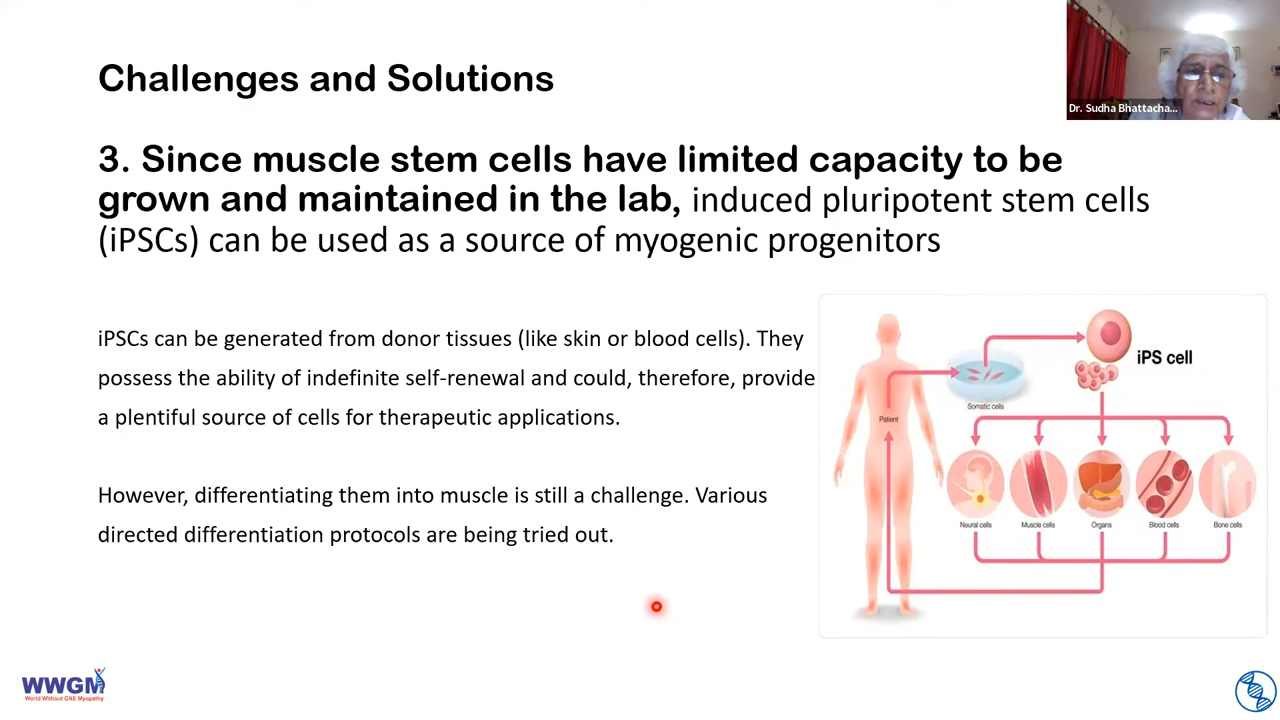 Challenges and Solutions
Dr. Sudha Bhattacha...
3. Since muscle stem cells have limited capacity to be
grown and maintained in the lab, induced pluripotent stem cells
(iPSCs) can be used as a source of myogenic progenitors
iPSCs can be generated from donor tissues (like skin or blood cells). They
possess the ability of indefinite self-renewal and could, therefore, provide
a plentiful source of cells for therapeutic applications.
However, differentiating them into muscle is still a challenge. Various
directed differentiation protocols are being tried out.
iPS cell
Somatic cells
Patient
Neural cells
Muscle cells
Organs
Blood cells
Bone cells
WWGM
World Without GNE Myopathy